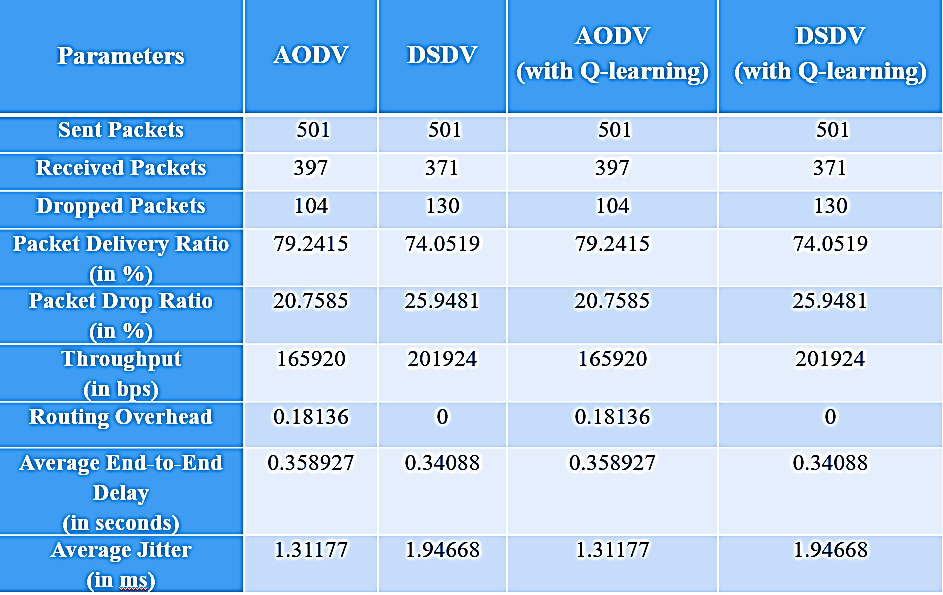 Parameters AODV DSDV AODV (with Q-learning) DSDV (with Q-learning)
Sent Packets 501 501 501 501
Received Packets 397 371 397 371
Dropped Packets 104 130 104 130
Packet Delivery Ratio (in %) 79.2415 74.0519 79.2415 74.0519
Packet Drop Ratio (in %) 20.7585 25.9481 20.7585 25.9481
Throughput (in bps) 165920 201924 165920 201924
Routing Overhead 0.18136 0 0.18136 0
Average End-to-End Delay (in seconds) 0.358927 0.34088 0.358927 0.34088
Average Jitter (in ms) 1.31177 1.94668 1.31177 1.94668